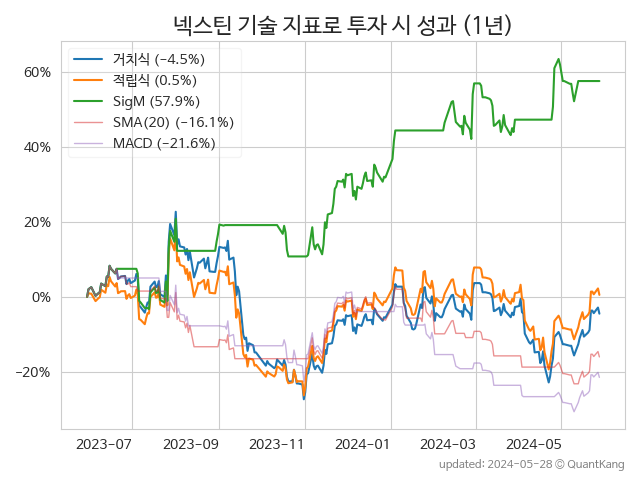 넥스틴 기술 지표로 투자 시 성과 (1년)
거치식 (−4.5%)
적립식 (0.5%)
SigM (57.9%)
SMA(20) (−16.1%)
MACD (−21.6%)
60%
40%
20%
0%
−20%
2023-07 2023-09 2023-11 2024-01 2024-03 2024-05
updated: 2024-05-28 © QuantKang